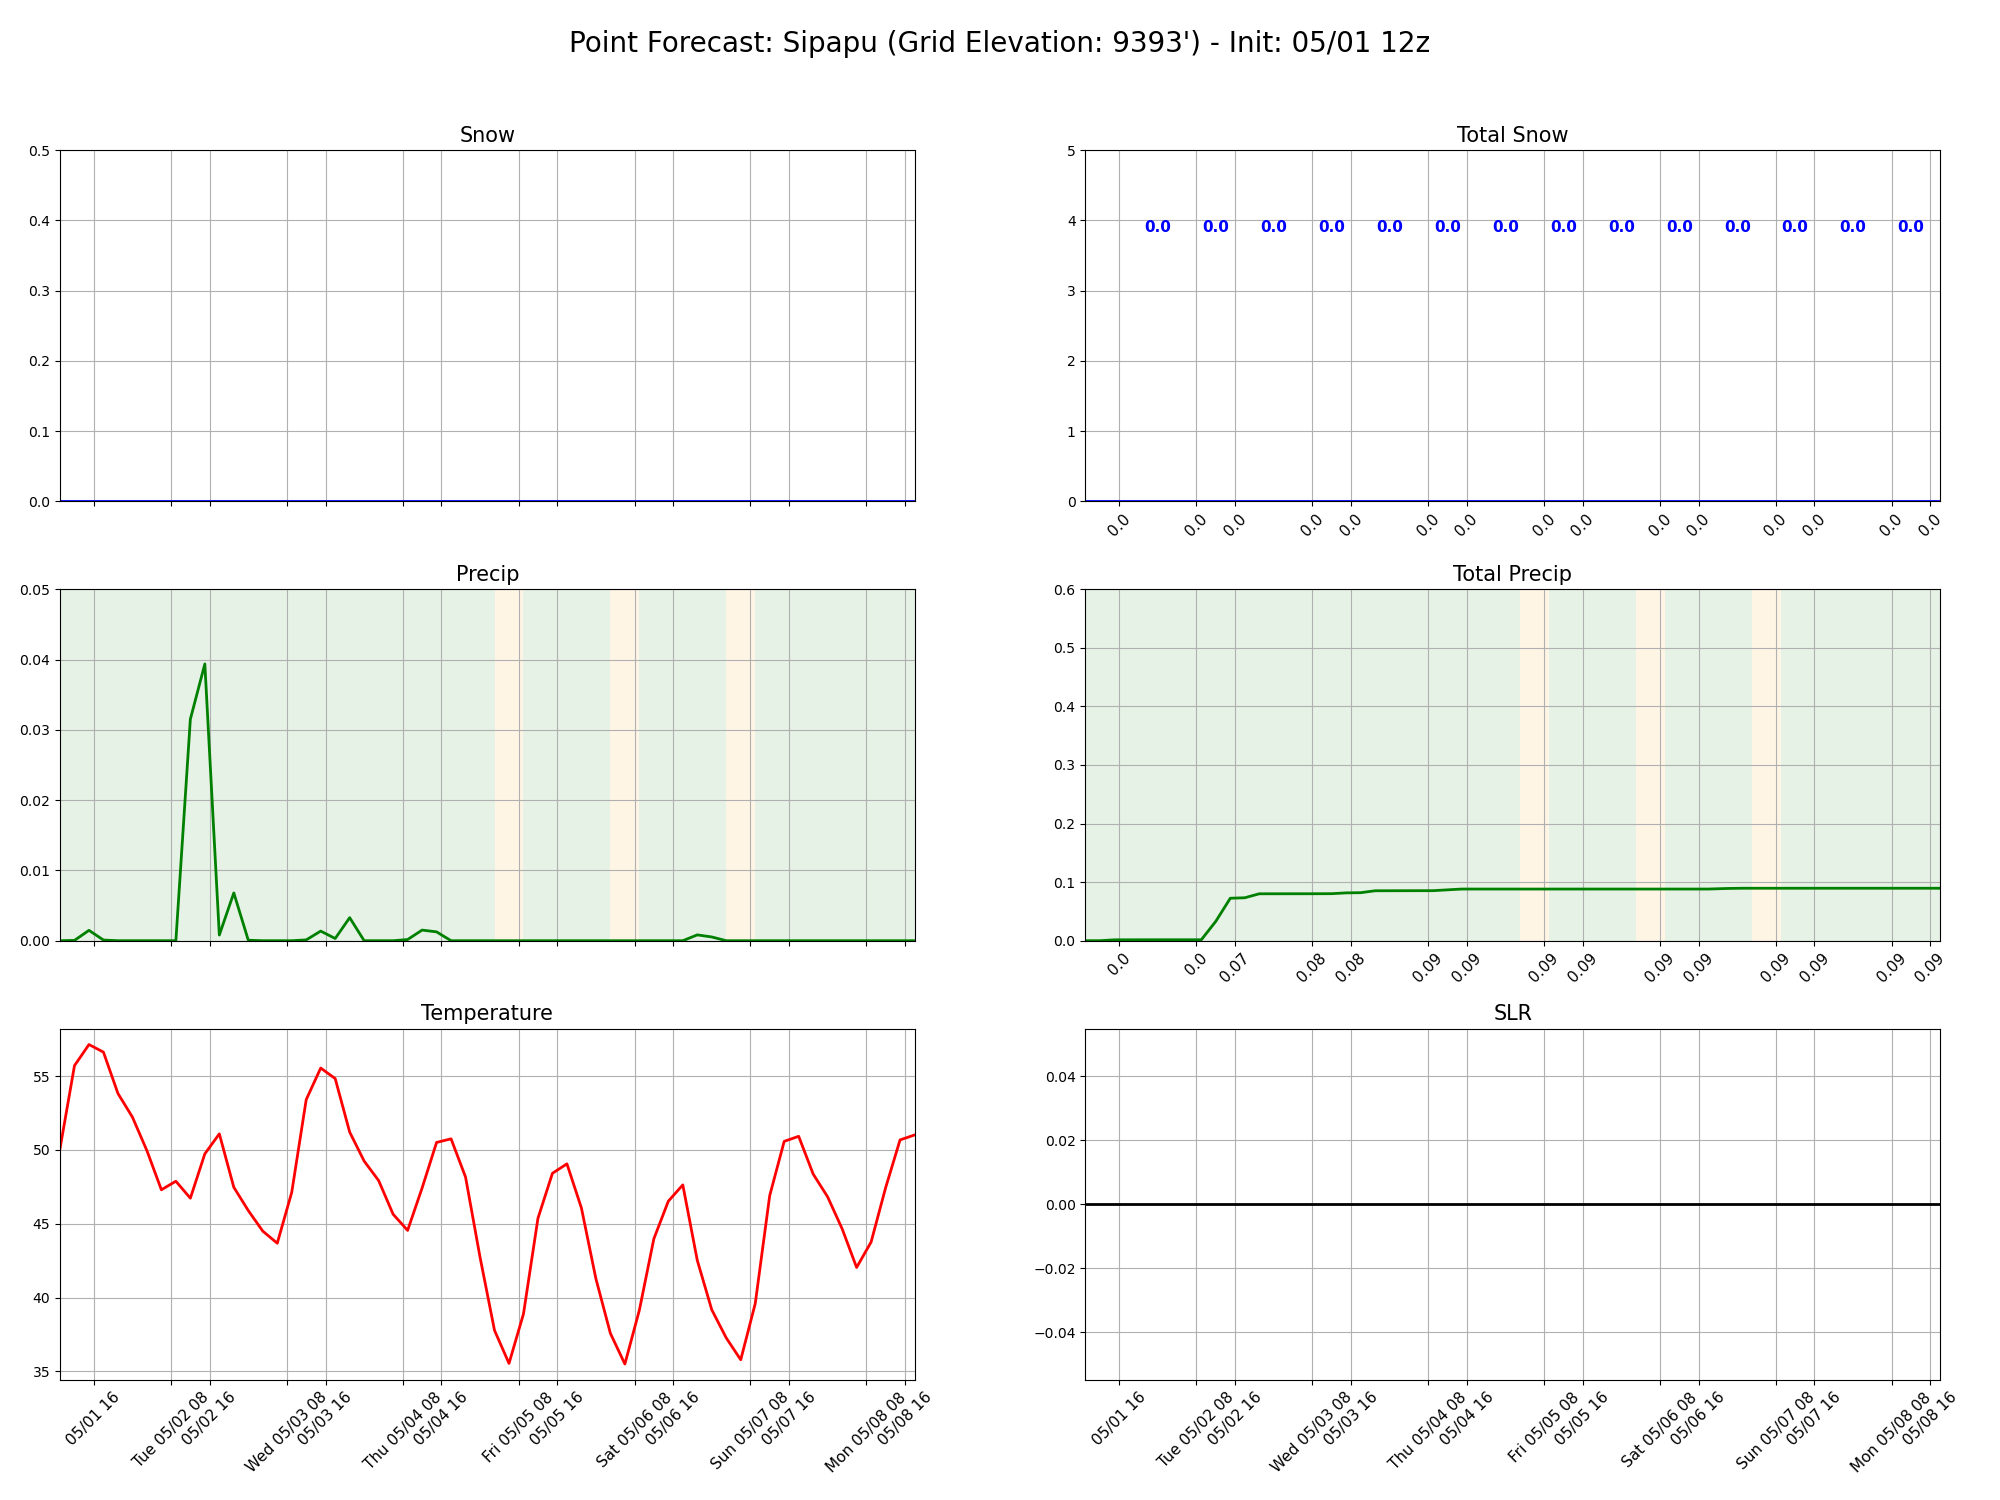 Point Forecast: Sipapu (Grid Elevation: 9393') - Init: 05/01 12z
Snow
0.5
0.4
0.3
0.2
0.1
0.0
Total Snow
5
4
3
2
1
0
0.0 0.0 0.0 0.0 0.0 0.0 0.0 0.0 0.0 0.0 0.0 0.0 0.0 0.0
0.0 0.0 0.0 0.0 0.0 0.0 0.0 0.0 0.0 0.0 0.0 0.0 0.0 0.0 0.0
Precip
0.05
0.04
0.03
0.02
0.01
0.00
Total Precip
0.6
0.5
0.4
0.3
0.2
0.1
0.0
0.0 0.0 0.07 0.08 0.08 0.09 0.09 0.09 0.09 0.09 0.09 0.09 0.09 0.09 0.09
Temperature
55
50
45
40
35
05/01 16
Tue 05/02 08
05/02 16
Wed 05/03 08
05/03 16
Thu 05/04 08
05/04 16
Fri 05/05 08
05/05 16
Sat 05/06 08
05/06 16
Sun 05/07 08
05/07 16
Mon 05/08 08
05/08 16
SLR
0.04
0.02
0.00
−0.02
−0.04
05/01 16
Tue 05/02 08
05/02 16
Wed 05/03 08
05/03 16
Thu 05/04 08
05/04 16
Fri 05/05 08
05/05 16
Sat 05/06 08
05/06 16
Sun 05/07 08
05/07 16
Mon 05/08 08
05/08 16